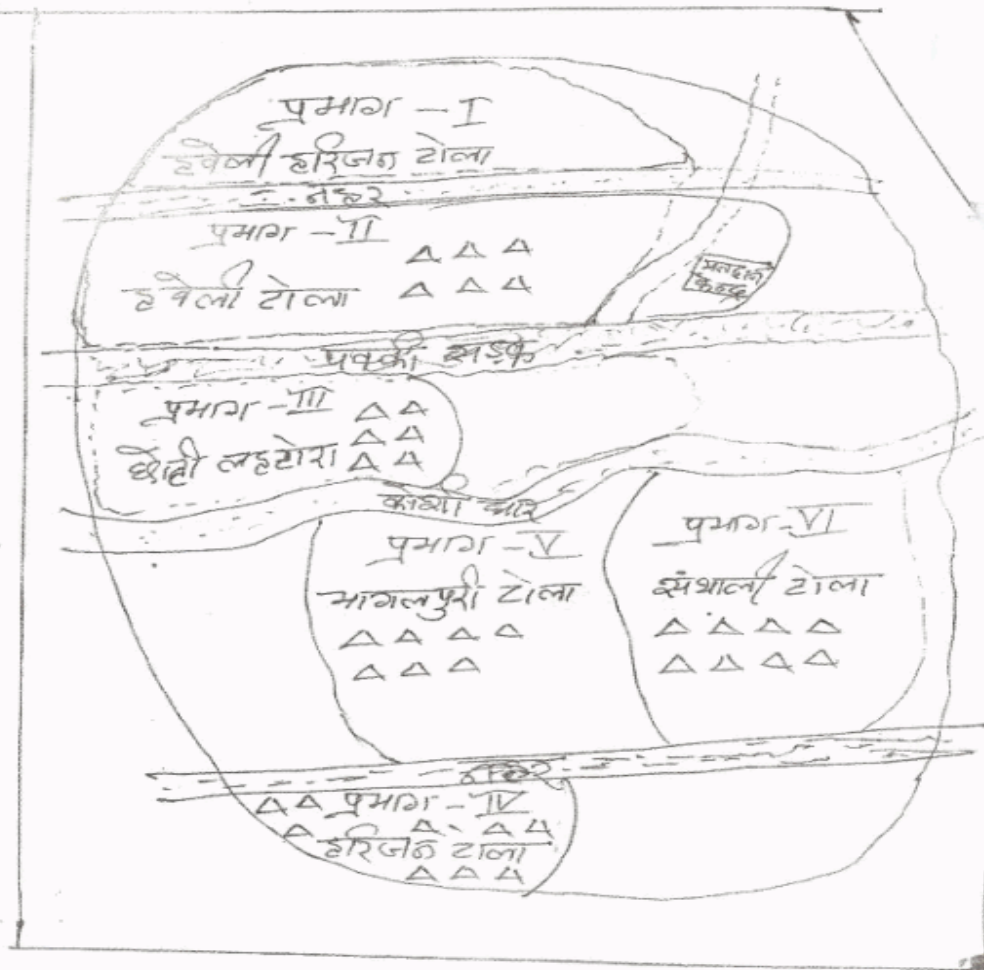 प्रभाग - I
हवेली हरिजन टोला
नहर
प्रभाग - II
हवेली टोला
मतदान
केन्द्र
पक्की सड़क
प्रभाग - III
छोटी लहटोरा
कोशी धार
प्रभाग - V
भागलपुरी टोला
प्रभाग - VI
संथाली टोला
नहर
प्रभाग - IV
हरिजन टोला